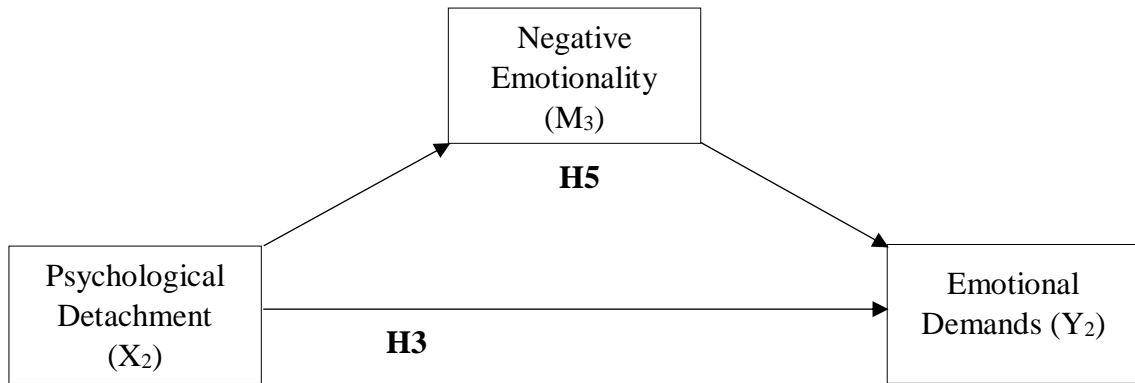 Negative
Emotionality
(M₃)
H5
Psychological
Detachment
(X₂)
H3
Emotional
Demands (Y₂)